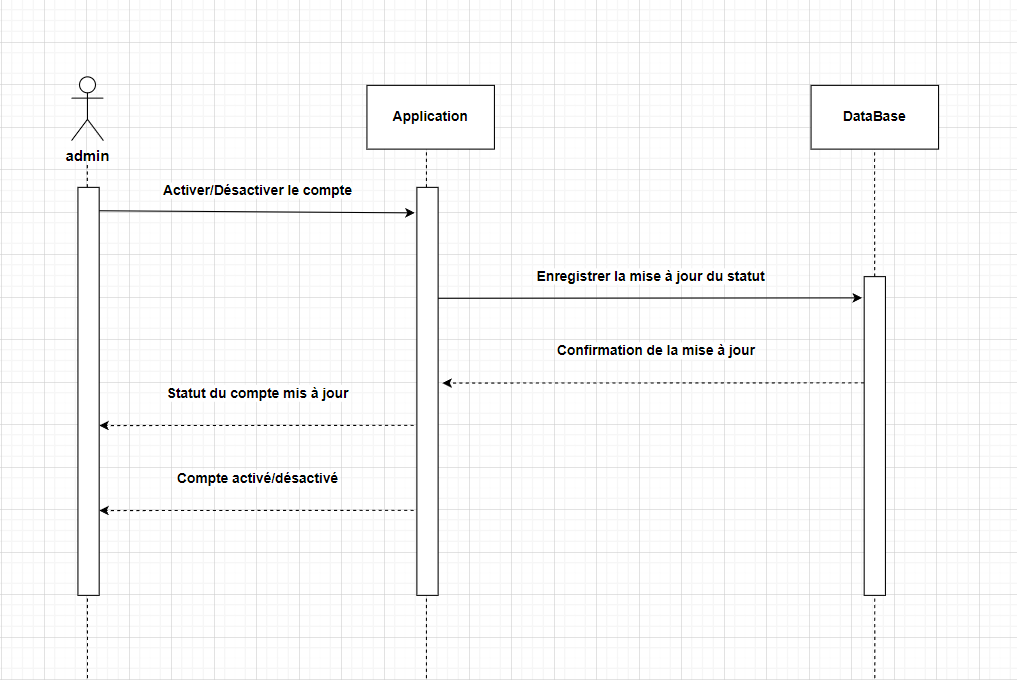 Application
DataBase
admin
Activer/Désactiver le compte
Enregistrer la mise à jour du statut
Confirmation de la mise à jour
Statut du compte mis à jour
Compte activé/désactivé